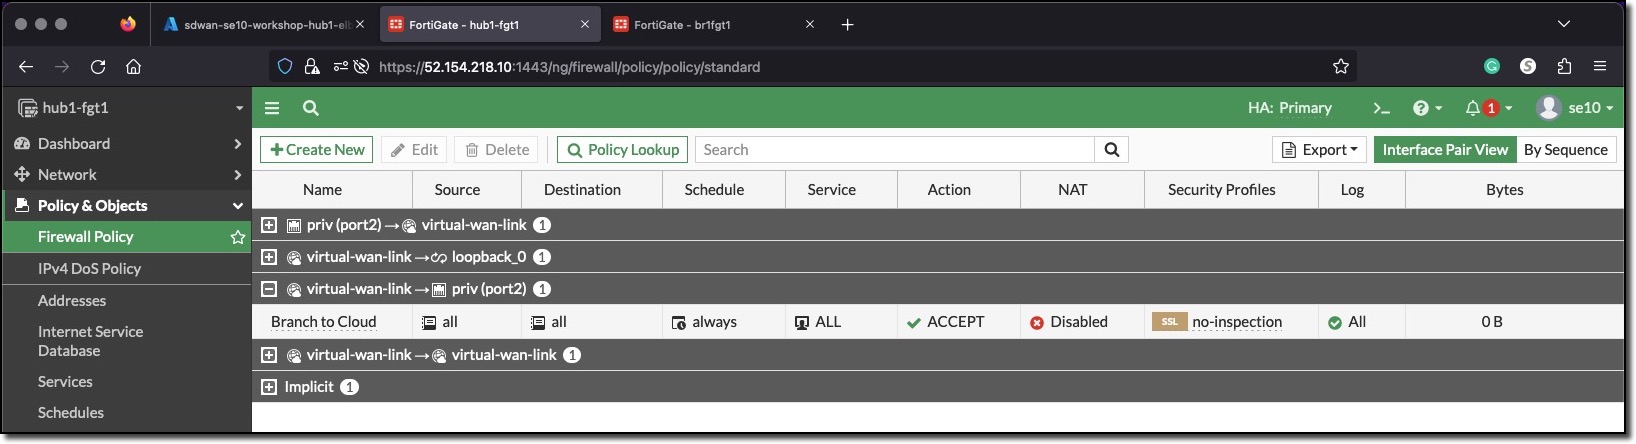 sdwan-se10-workshop-hub1-el
FortiGate - hub1-fgt1
FortiGate - br1fgt1
https://52.154.218.10:1443/ng/firewall/policy/policy/standard
hub1-fgt1
HA: Primary
1
se10
Dashboard
Network
Policy & Objects
Firewall Policy
IPv4 DoS Policy
Addresses
Internet Service
Database
Services
Schedules
Create New
Edit
Delete
Policy Lookup
Search
Export
Interface Pair View
By Sequence
Name Source Destination Schedule Service Action NAT Security Profiles Log Bytes
priv (port2) → virtual-wan-link 1
virtual-wan-link → loopback_0 1
virtual-wan-link → priv (port2) 1
Branch to Cloud all all always ALL ACCEPT Disabled SSL no-inspection All 0 B
virtual-wan-link → virtual-wan-link 1
Implicit 1